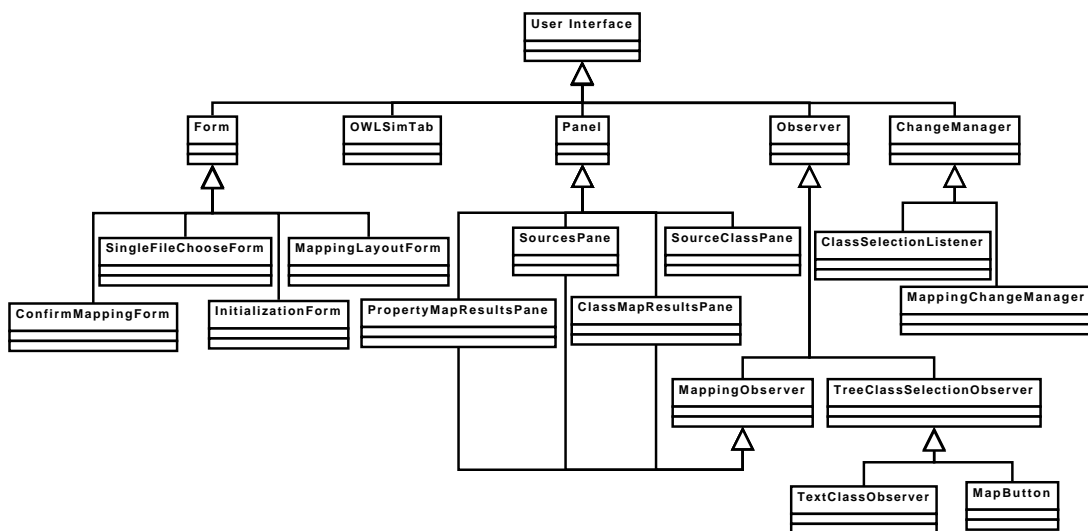 User Interface
Form
OWLSimTab
Panel
Observer
ChangeManager
SingleFileChooseForm
MappingLayoutForm
SourcesPane
SourceClassPane
ClassSelectionListener
ConfirmMappingForm
InitializationForm
PropertyMapResultsPane
ClassMapResultsPane
MappingChangeManager
MappingObserver
TreeClassSelectionObserver
TextClassObserver
MapButton